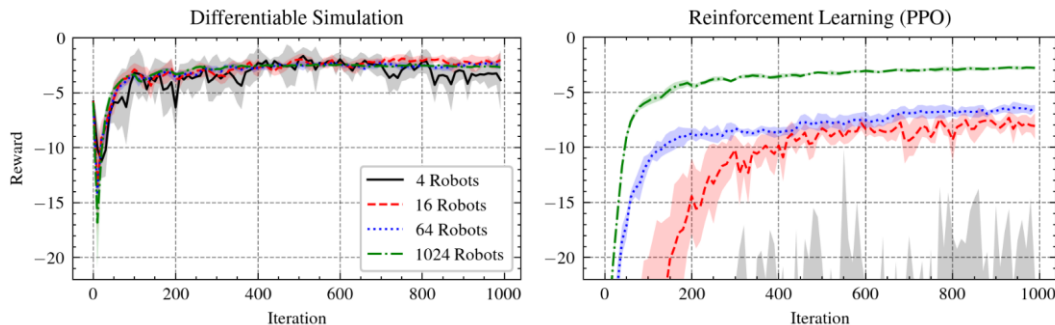 Differentiable Simulation
0
−5
−10
−15
−20
Reward
0
200
400
600
800
1000
Iteration
4 Robots
16 Robots
64 Robots
1024 Robots
Reinforcement Learning (PPO)
0
−5
−10
−15
−20
0
200
400
600
800
1000
Iteration